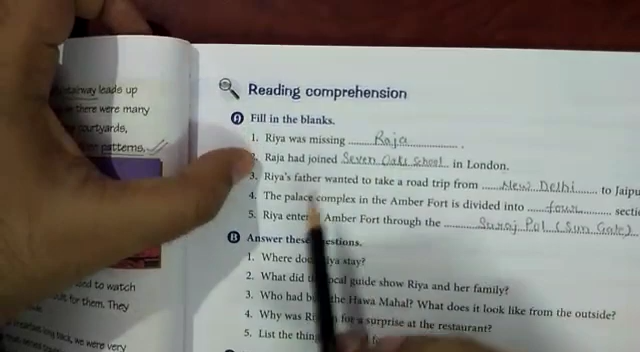 stairway leads up
there were many
courtyards,
patterns.
to watch
for them. They
long back, we were very
Reading comprehension
A Fill in the blanks.
1. Riya was missing Raja.
2. Raja had joined Seven Oaks School in London.
3. Riya's father wanted to take a road trip from New Delhi to Jaipu
4. The palace complex in the Amber Fort is divided into four secti
5. Riya enter Amber Fort through the Suraj Pol (Sun Gate)
B Answer these questions.
1. Where do iya stay?
2. What did t ocal guide show Riya and her family?
3. Who had b the Hawa Mahal? What does it look like from the outside?
4. Why was Ri for a surprise at the restaurant?
5. List the thin